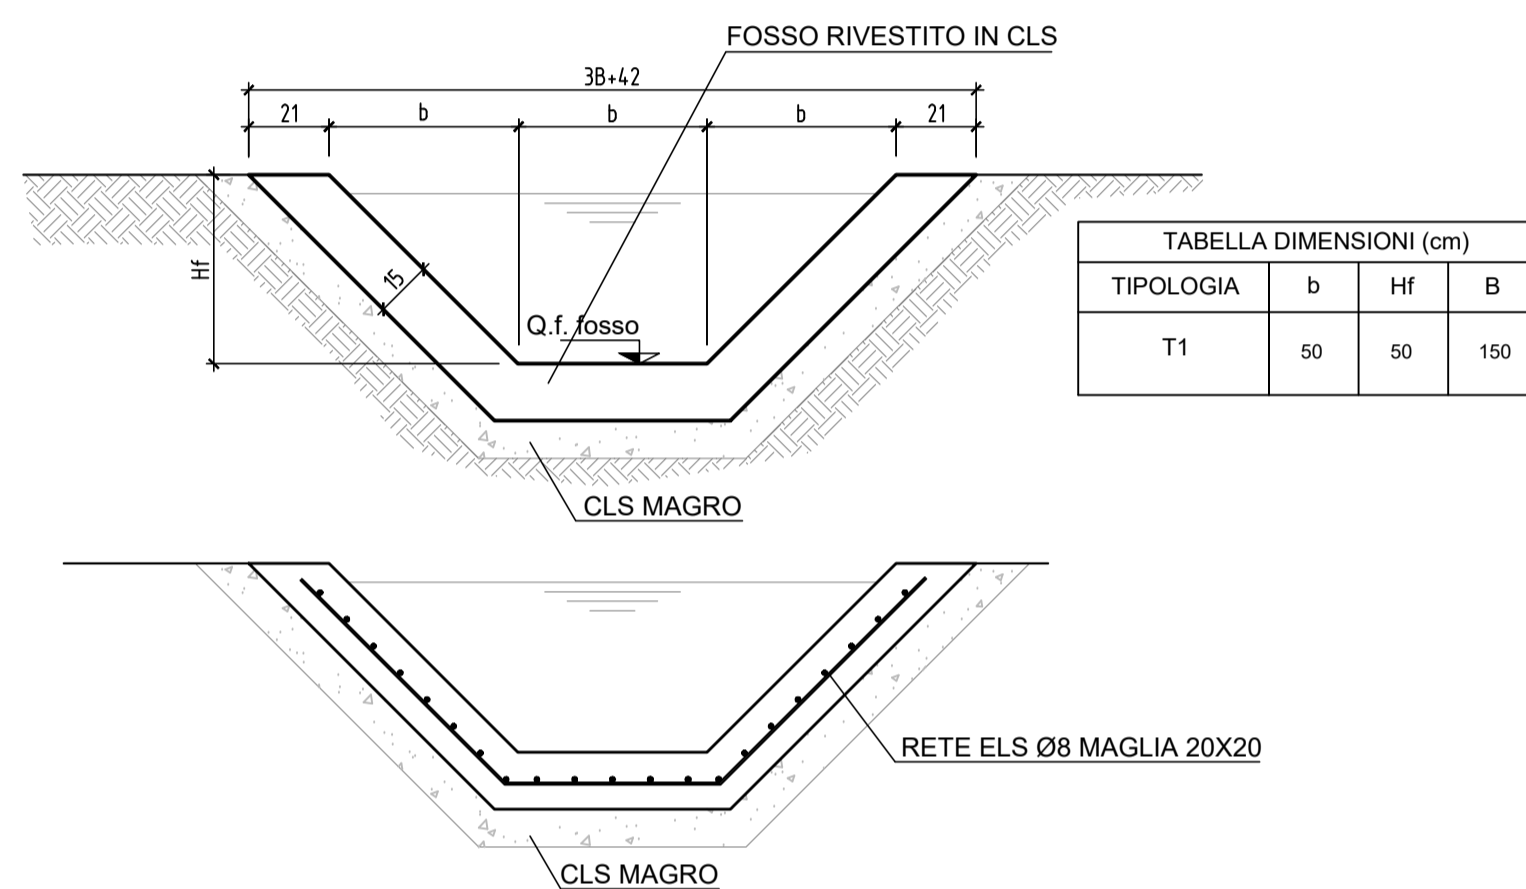 FOSSO RIVESTITO IN CLS
3B+42
21 b b b 21
Hf
15
Q.f. fosso
CLS MAGRO
TABELLA DIMENSIONI (cm)
TIPOLOGIA b Hf B
T1 50 50 150
RETE ELS Ø8 MAGLIA 20X20
CLS MAGRO